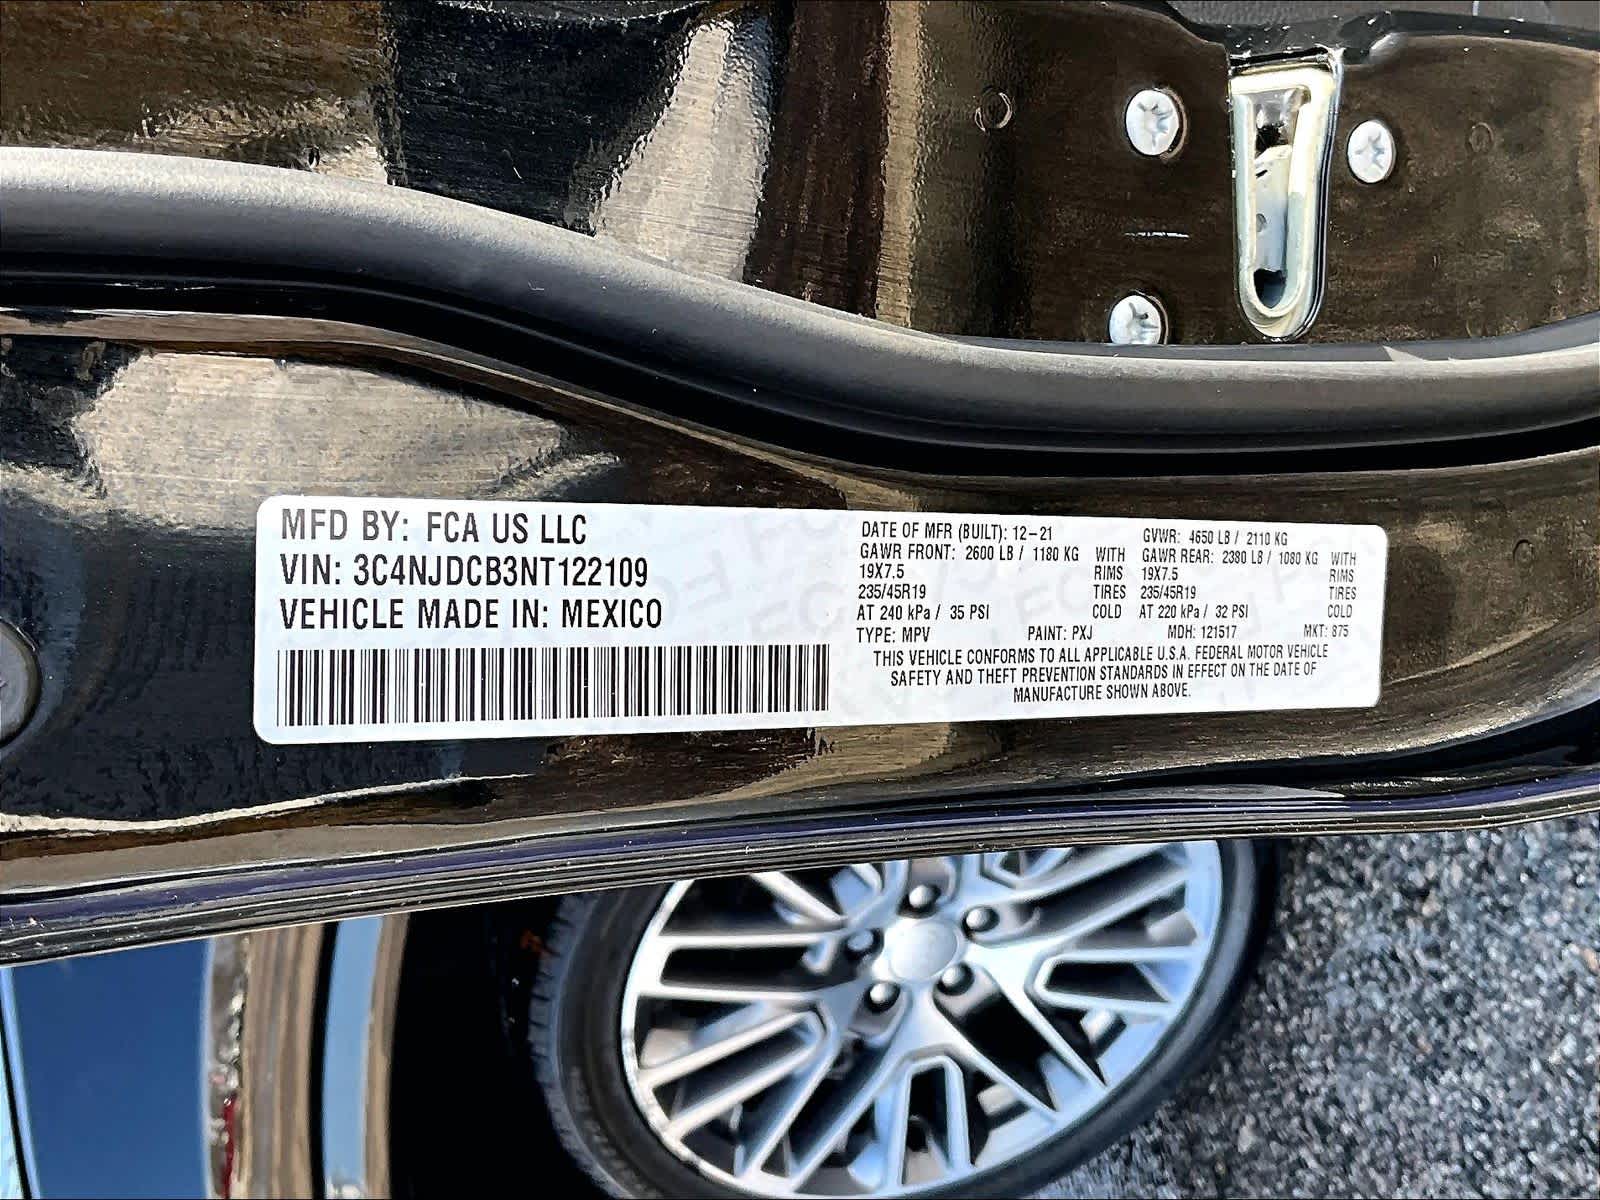 MFD BY: FCA US LLC
VIN: 3C4NJDCB3NT122109
VEHICLE MADE IN: MEXICO
DATE OF MFR (BUILT): 12-21 GVWR: 4650 LB / 2110 KG
GAWR FRONT: 2600 LB / 1180 KG WITH GAWR REAR: 2380 LB / 1080 KG WITH
19X7.5 RIMS 19X7.5 RIMS
235/45R19 TIRES 235/45R19 TIRES
AT 240 kPa / 35 PSI COLD AT 220 kPa / 32 PSI COLD
TYPE: MPV PAINT: PXJ MDH: 121517 MKT: 875
THIS VEHICLE CONFORMS TO ALL APPLICABLE U.S.A. FEDERAL MOTOR VEHICLE
SAFETY AND THEFT PREVENTION STANDARDS IN EFFECT ON THE DATE OF
MANUFACTURE SHOWN ABOVE.